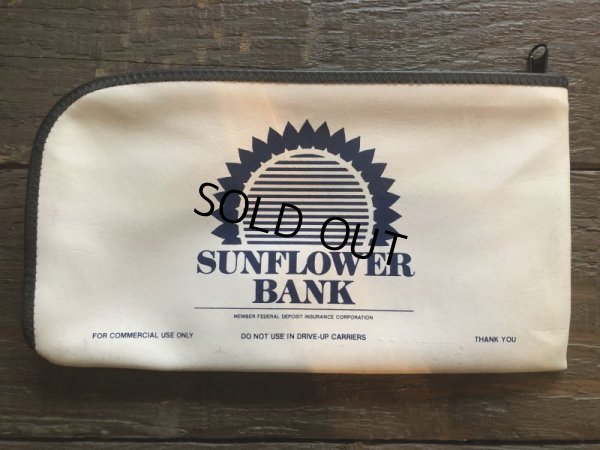 SOLD OUT
SUNFLOWER
BANK
MEMBER FEDERAL DEPOSIT INSURANCE CORPORATION
FOR COMMERCIAL USE ONLY DO NOT USE IN DRIVE-UP CARRIERS THANK YOU